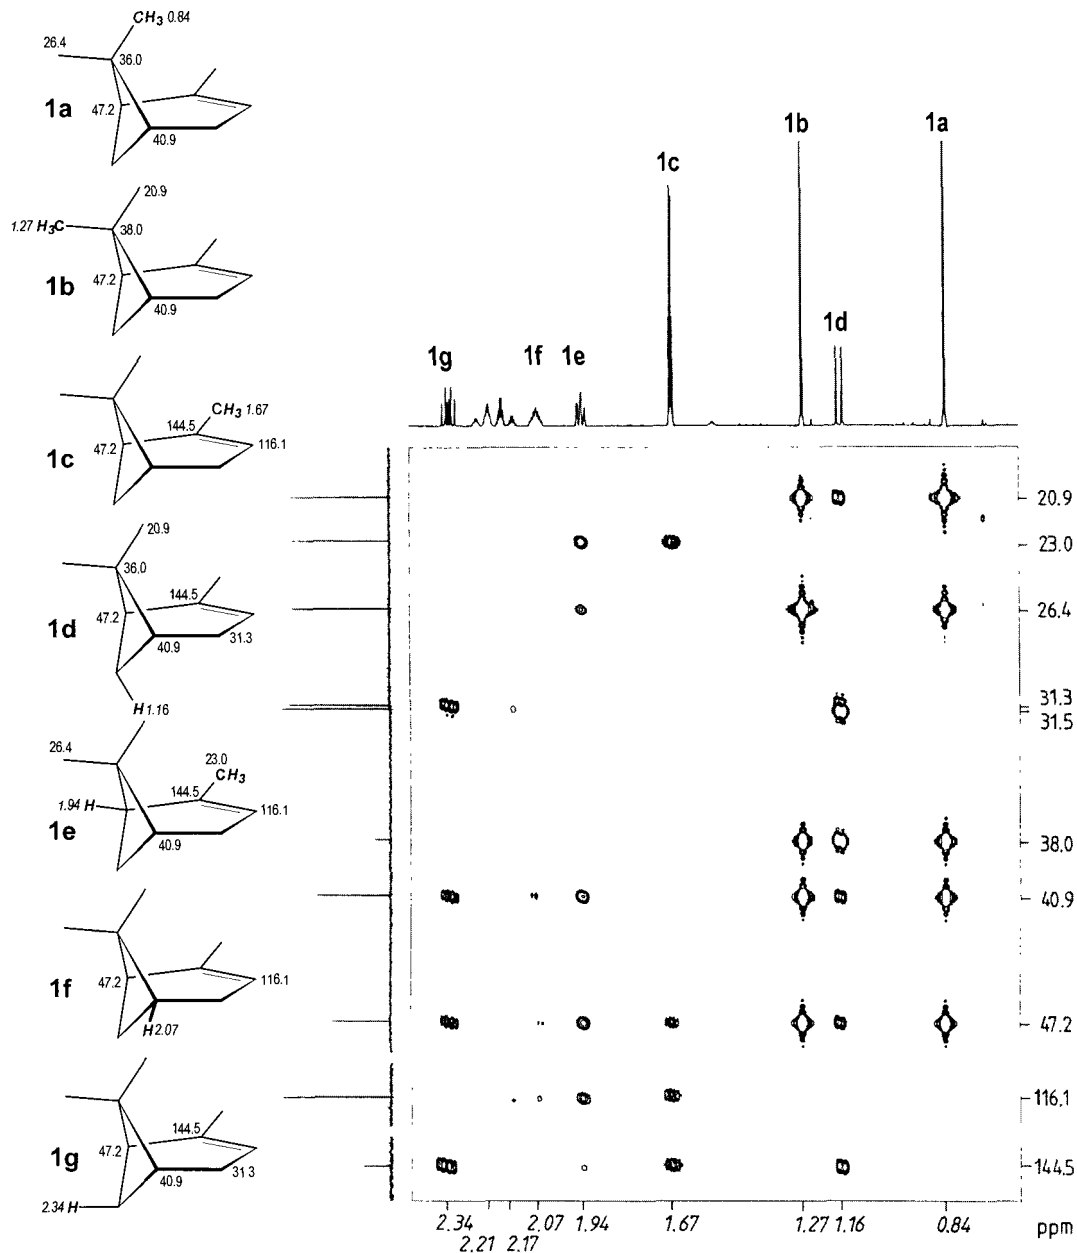 CH3 0.84
26.4
36.0
1a
47.2
40.9
20.9
1.27 H3C
38.0
1b
47.2
40.9
CH3 1.67
144.5
1c
47.2
116.1
20.9
36.0
144.5
1d
47.2
40.9
31.3
H 1.16
26.4
23.0
CH3
144.5
1.94 H
116.1
1e
40.9
47.2
116.1
1f
H 2.07
144.5
1g
47.2
40.9
31.3
2.34 H
1g
1f
1e
1c
1b
1d
1a
20.9
23.0
26.4
31.3
31.5
38.0
40.9
47.2
116.1
144.5
2.34 2.07 1.94 1.67 1.27 1.16 0.84 ppm
2.21 2.17